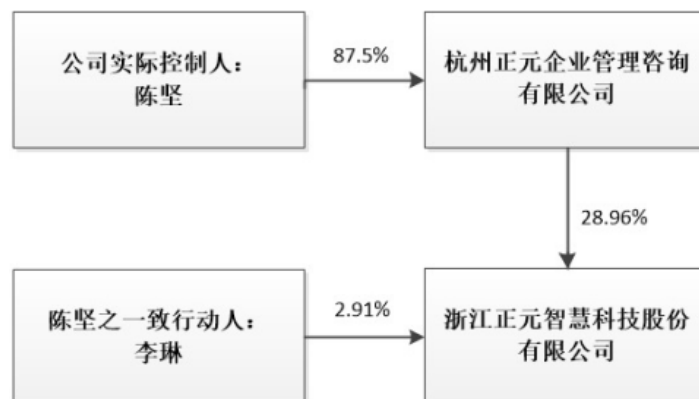 公司实际控制人：
陈坚
87.5%
杭州正元企业管理咨询
有限公司
28.96%
陈坚之一致行动人：
李琳
2.91%
浙江正元智慧科技股份
有限公司